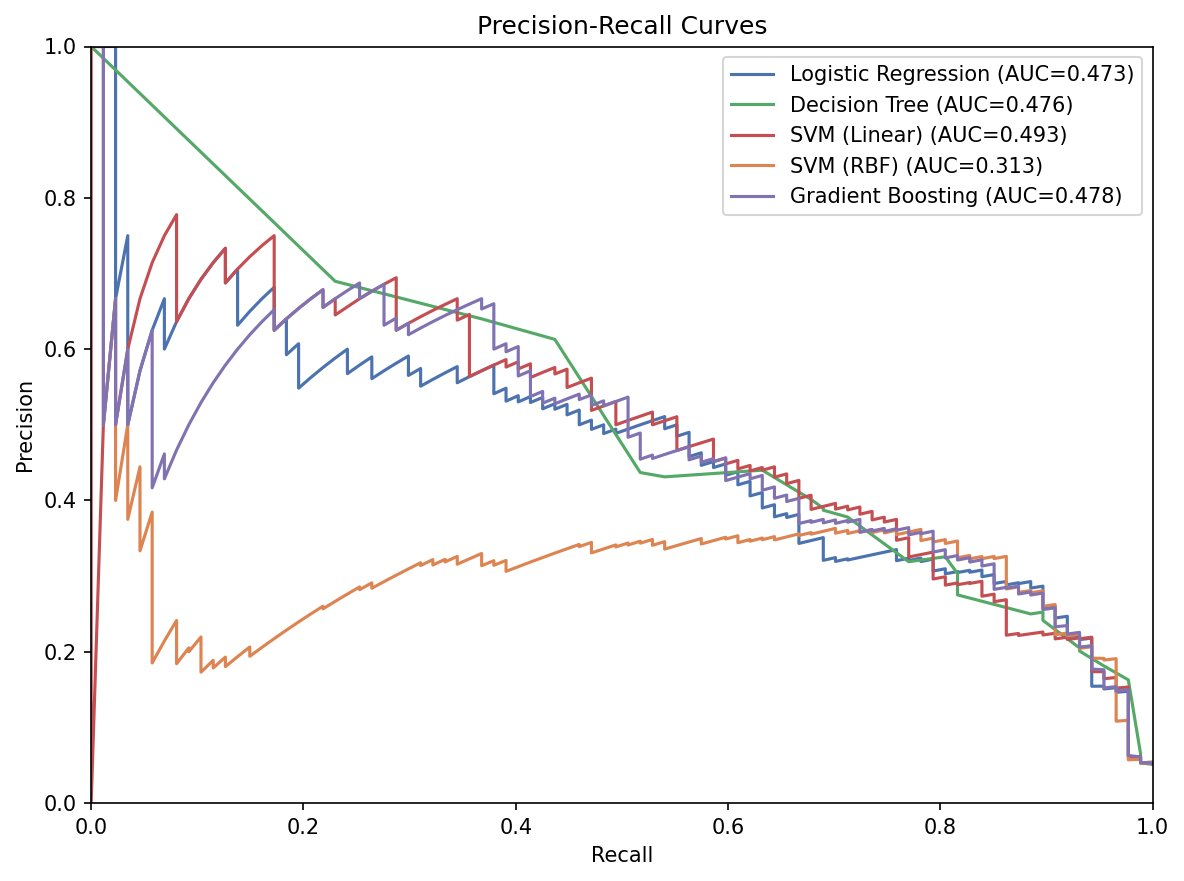 Precision-Recall Curves
Logistic Regression (AUC=0.473)
Decision Tree (AUC=0.476)
SVM (Linear) (AUC=0.493)
SVM (RBF) (AUC=0.313)
Gradient Boosting (AUC=0.478)
Precision
1.0
0.8
0.6
0.4
0.2
0.0
0.0 0.2 0.4 0.6 0.8 1.0
Recall